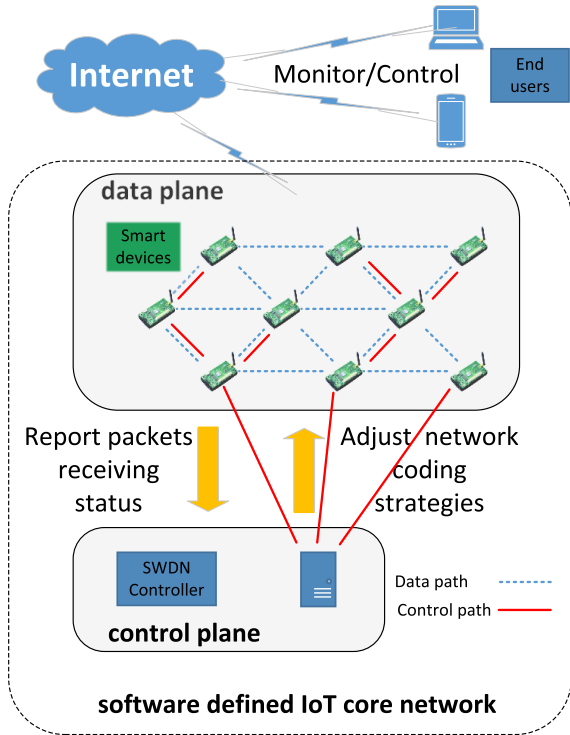 Internet
Monitor/Control
End
users
data plane
Smart
devices
Report packets
receiving
status
Adjust network
coding
strategies
SWDN
Controller
control plane
Data path
Control path
software defined IoT core network